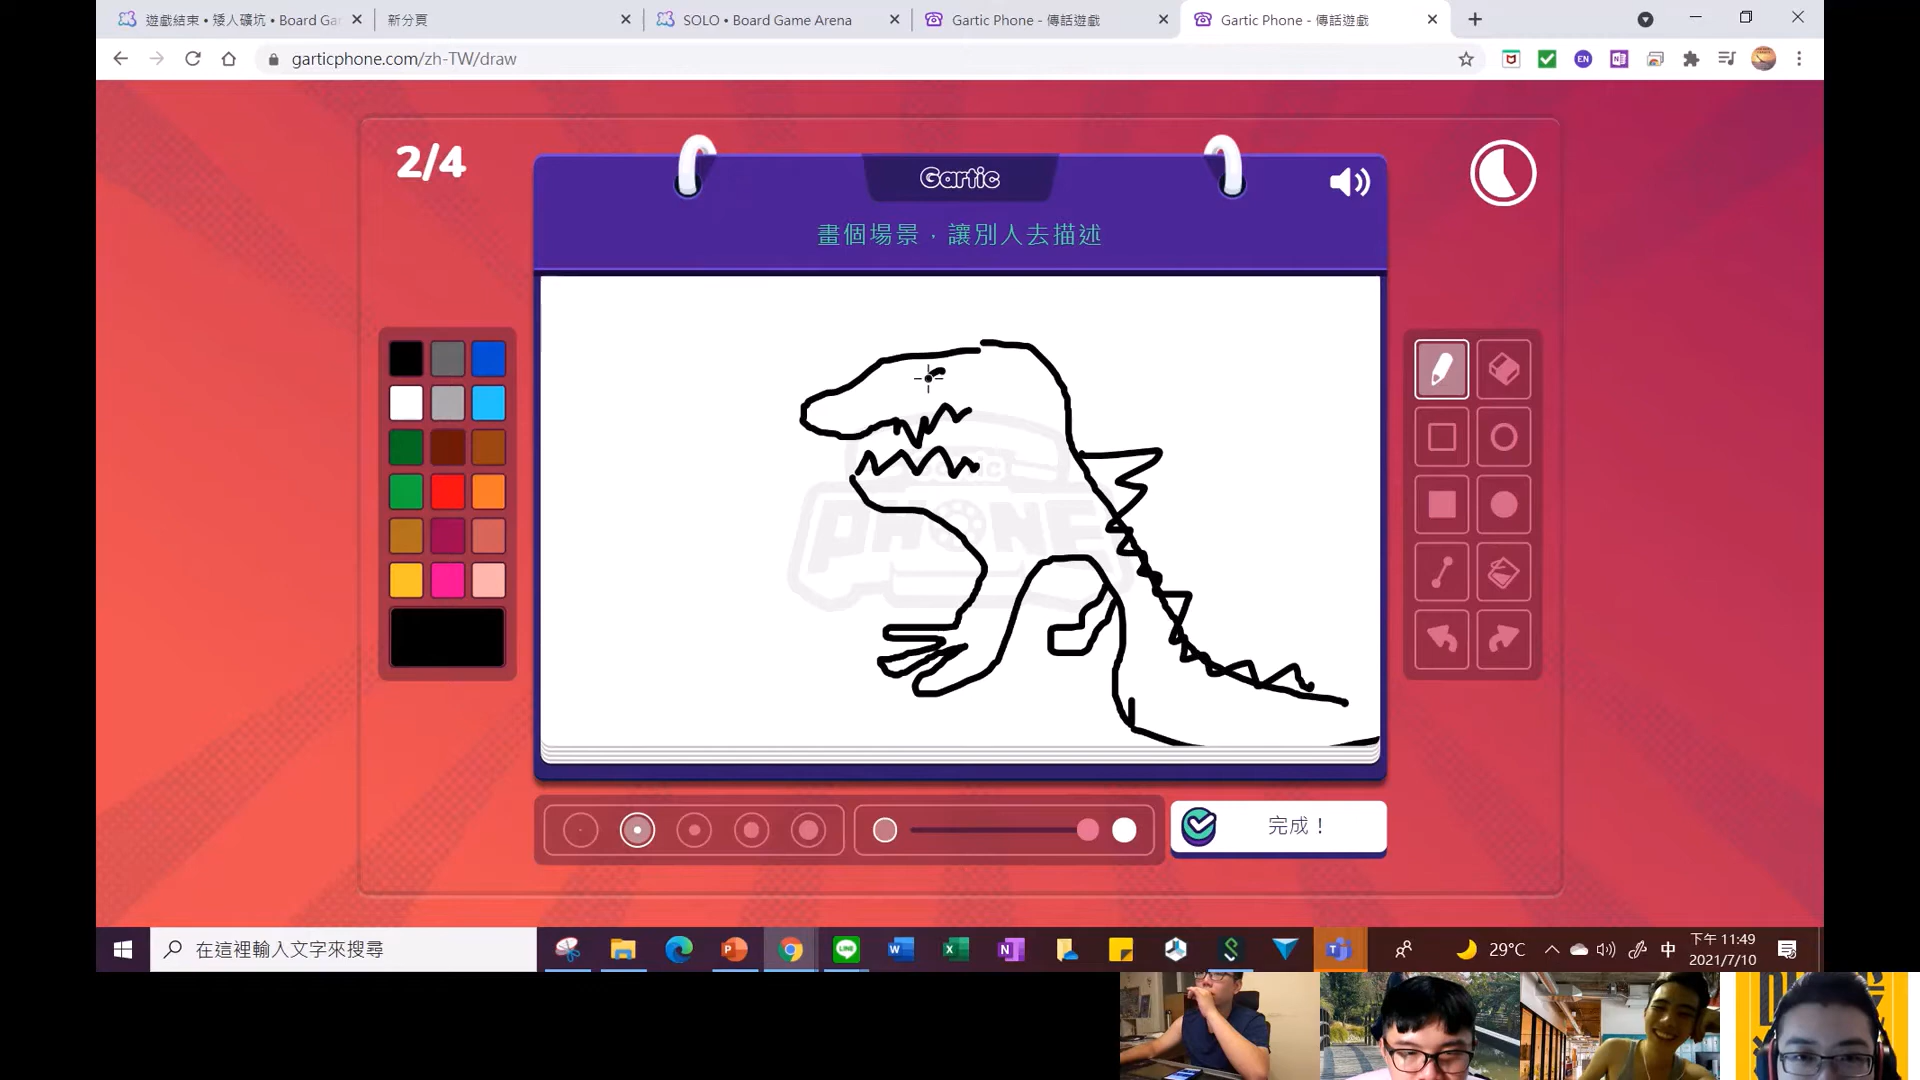 遊戲結束 • 矮人礦坑 • Board Ga
新分頁
SOLO • Board Game Arena
Gartic Phone - 傳話遊戲
Gartic Phone - 傳話遊戲
garticphone.com/zh-TW/draw
EN
2/4
Gartic
畫個場景，讓別人去描述
PHONE
完成！
在這裡輸入文字來搜尋
29°C
中
下午 11:49
2021/7/10